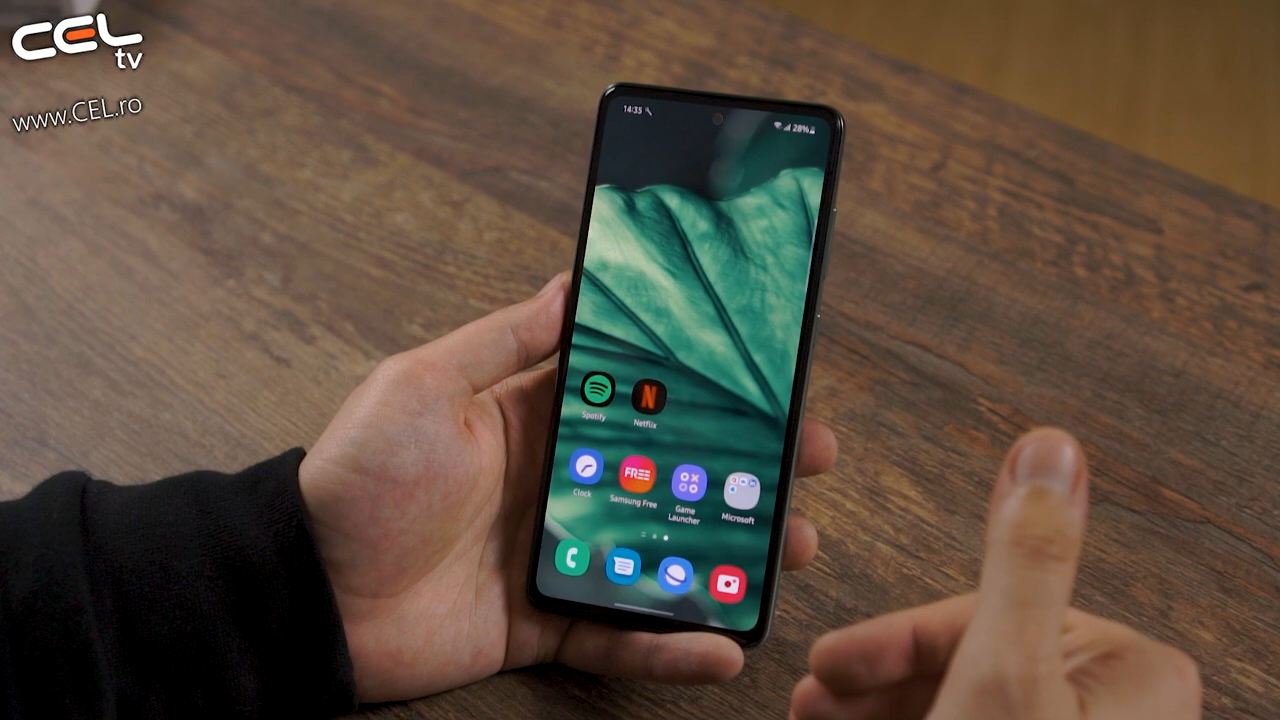 CEL
tv
www.CEL.ro
14:35
28%
Spotify
N
Netflix
FREE
Clock
Samsung Free
Game
Launcher
Microsoft